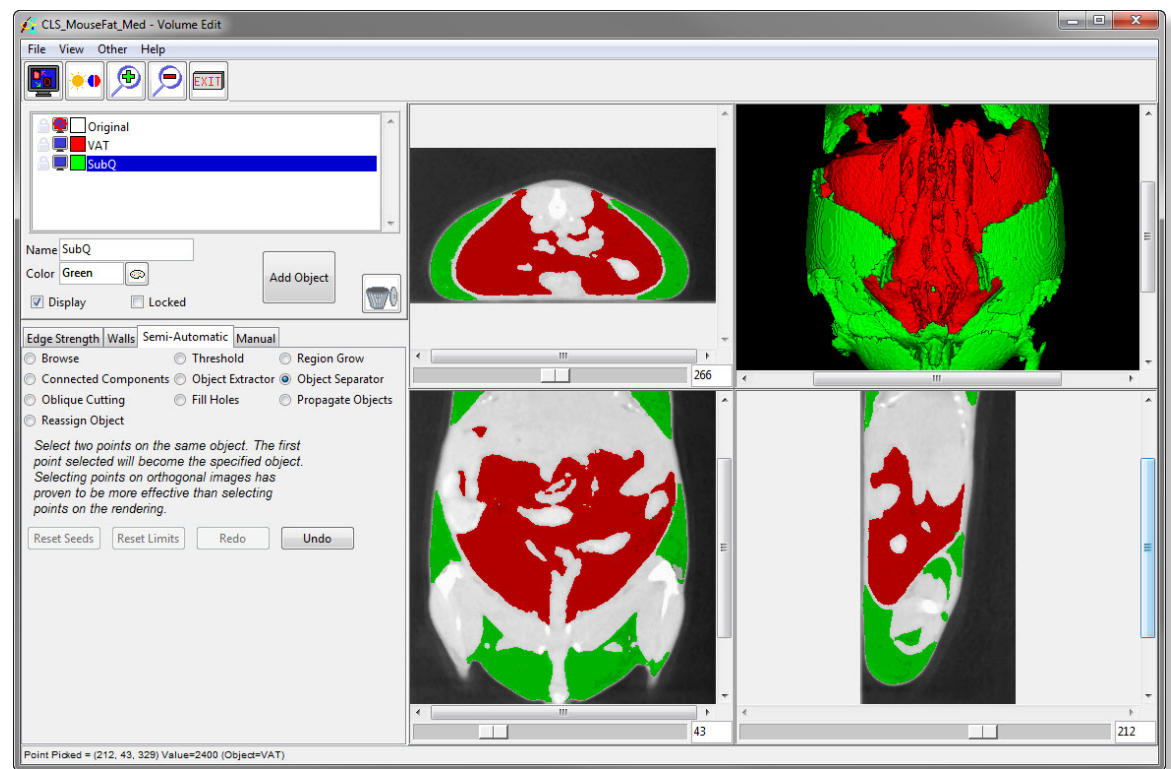 CLS_MouseFat_Med - Volume Edit
File View Other Help
EXIT
Original
VAT
SubQ
Name SubQ
Color Green
Add Object
Display Locked
Edge Strength Walls Semi-Automatic Manual
Browse Threshold Region Grow
Connected Components Object Extractor Object Separator
Oblique Cutting Fill Holes Propagate Objects
Reassign Object
Select two points on the same object. The first
point selected will become the specified object.
Selecting points on orthogonal images has
proven to be more effective than selecting
points on the rendering.
Reset Seeds Reset Limits Redo Undo
266
43
212
Point Picked = (212, 43, 329) Value=2400 (Object=VAT)